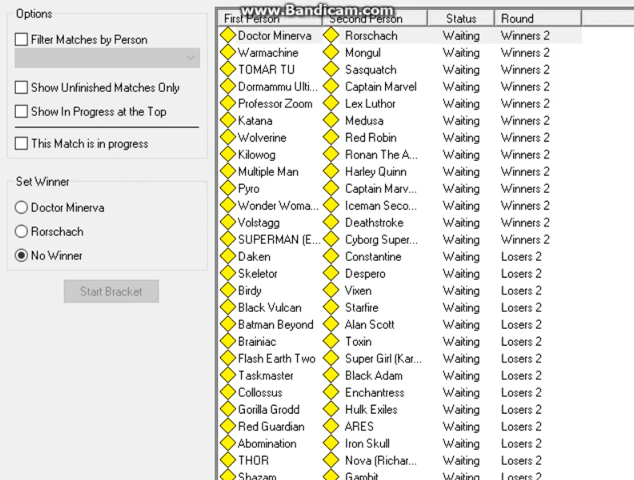 www.Bandicam.com
Options
Filter Matches by Person
Show Unfinished Matches Only
Show In Progress at the Top
This Match is in progress
Set Winner
Doctor Minerva
Rorschach
No Winner
Start Bracket
First Person Second Person Status Round
Doctor Minerva Rorschach Waiting Winners 2
Warmachine Mongul Waiting Winners 2
TOMAR TU Sasquatch Waiting Winners 2
Dormammu Ulti... Captain Marvel Waiting Winners 2
Professor Zoom Lex Luthor Waiting Winners 2
Katana Medusa Waiting Winners 2
Wolverine Red Robin Waiting Winners 2
Kilowog Ronan The A... Waiting Winners 2
Multiple Man Harley Quinn Waiting Winners 2
Pyro Captain Marv... Waiting Winners 2
Wonder Woma... Iceman Seco... Waiting Winners 2
Volstagg Deathstroke Waiting Winners 2
SUPERMAN (E... Cyborg Super... Waiting Winners 2
Daken Constantine Waiting Losers 2
Skeletor Despero Waiting Losers 2
Birdy Vixen Waiting Losers 2
Black Vulcan Starfire Waiting Losers 2
Batman Beyond Alan Scott Waiting Losers 2
Brainiac Toxin Waiting Losers 2
Flash Earth Two Super Girl (Kar... Waiting Losers 2
Taskmaster Black Adam Waiting Losers 2
Collossus Enchantress Waiting Losers 2
Gorilla Grodd Hulk Exiles Waiting Losers 2
Red Guardian ARES Waiting Losers 2
Abomination Iron Skull Waiting Losers 2
THOR Nova (Richar... Waiting Losers 2
Shazam Gambit Waiting Losers 2